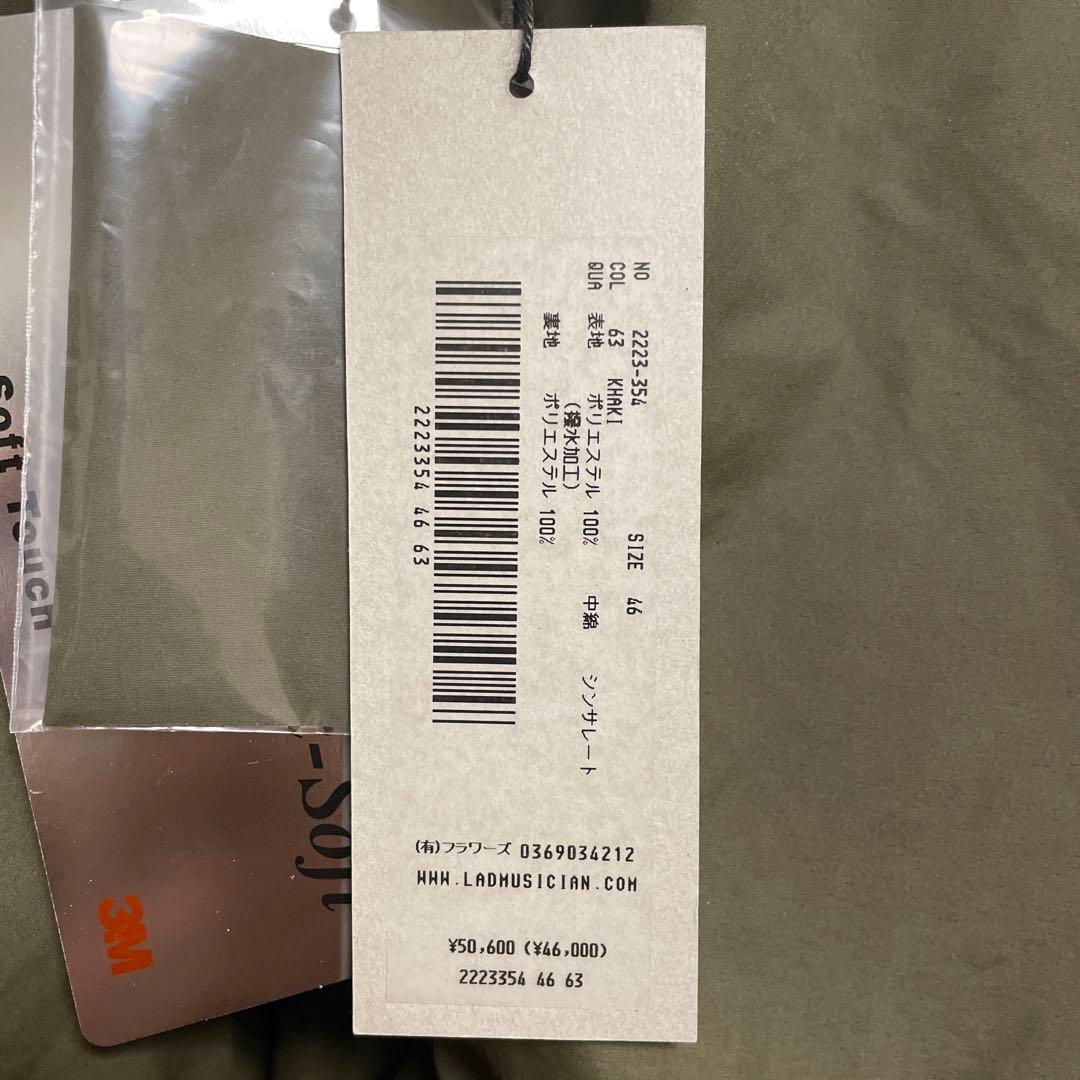 NO 2223-354 SIZE 46
COL 63 KHAKI
QUA 表地 ポリエステル 100% 中綿 シンサレート
(撥水加工)
裏地 ポリエステル 100%
2223354 46 63
(有)フラワーズ 0369034212
WWW.LADMUSICIAN.COM
¥50,600 (¥46,000)
2223354 46 63
Soft Touch
-Soft
3M